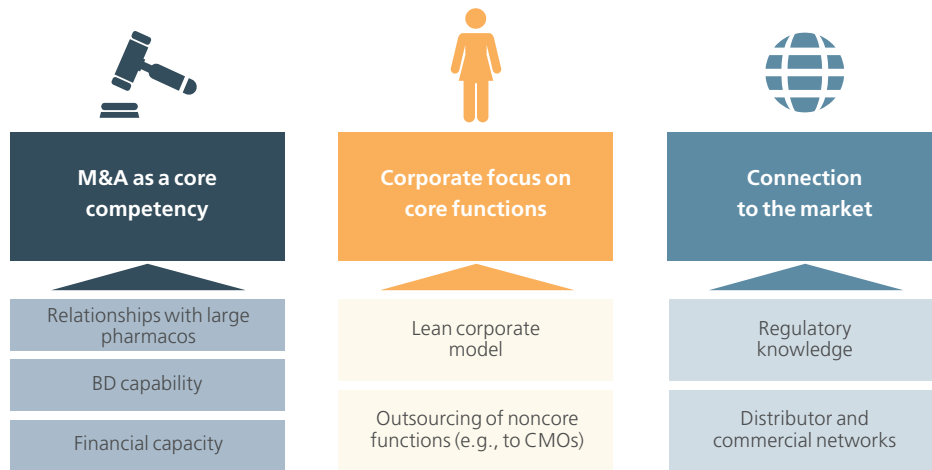 M&A as a core
competency
Relationships with large
pharmacos
BD capability
Financial capacity
Corporate focus on
core functions
Lean corporate
model
Outsourcing of noncore
functions (e.g., to CMOs)
Connection
to the market
Regulatory
knowledge
Distributor and
commercial networks